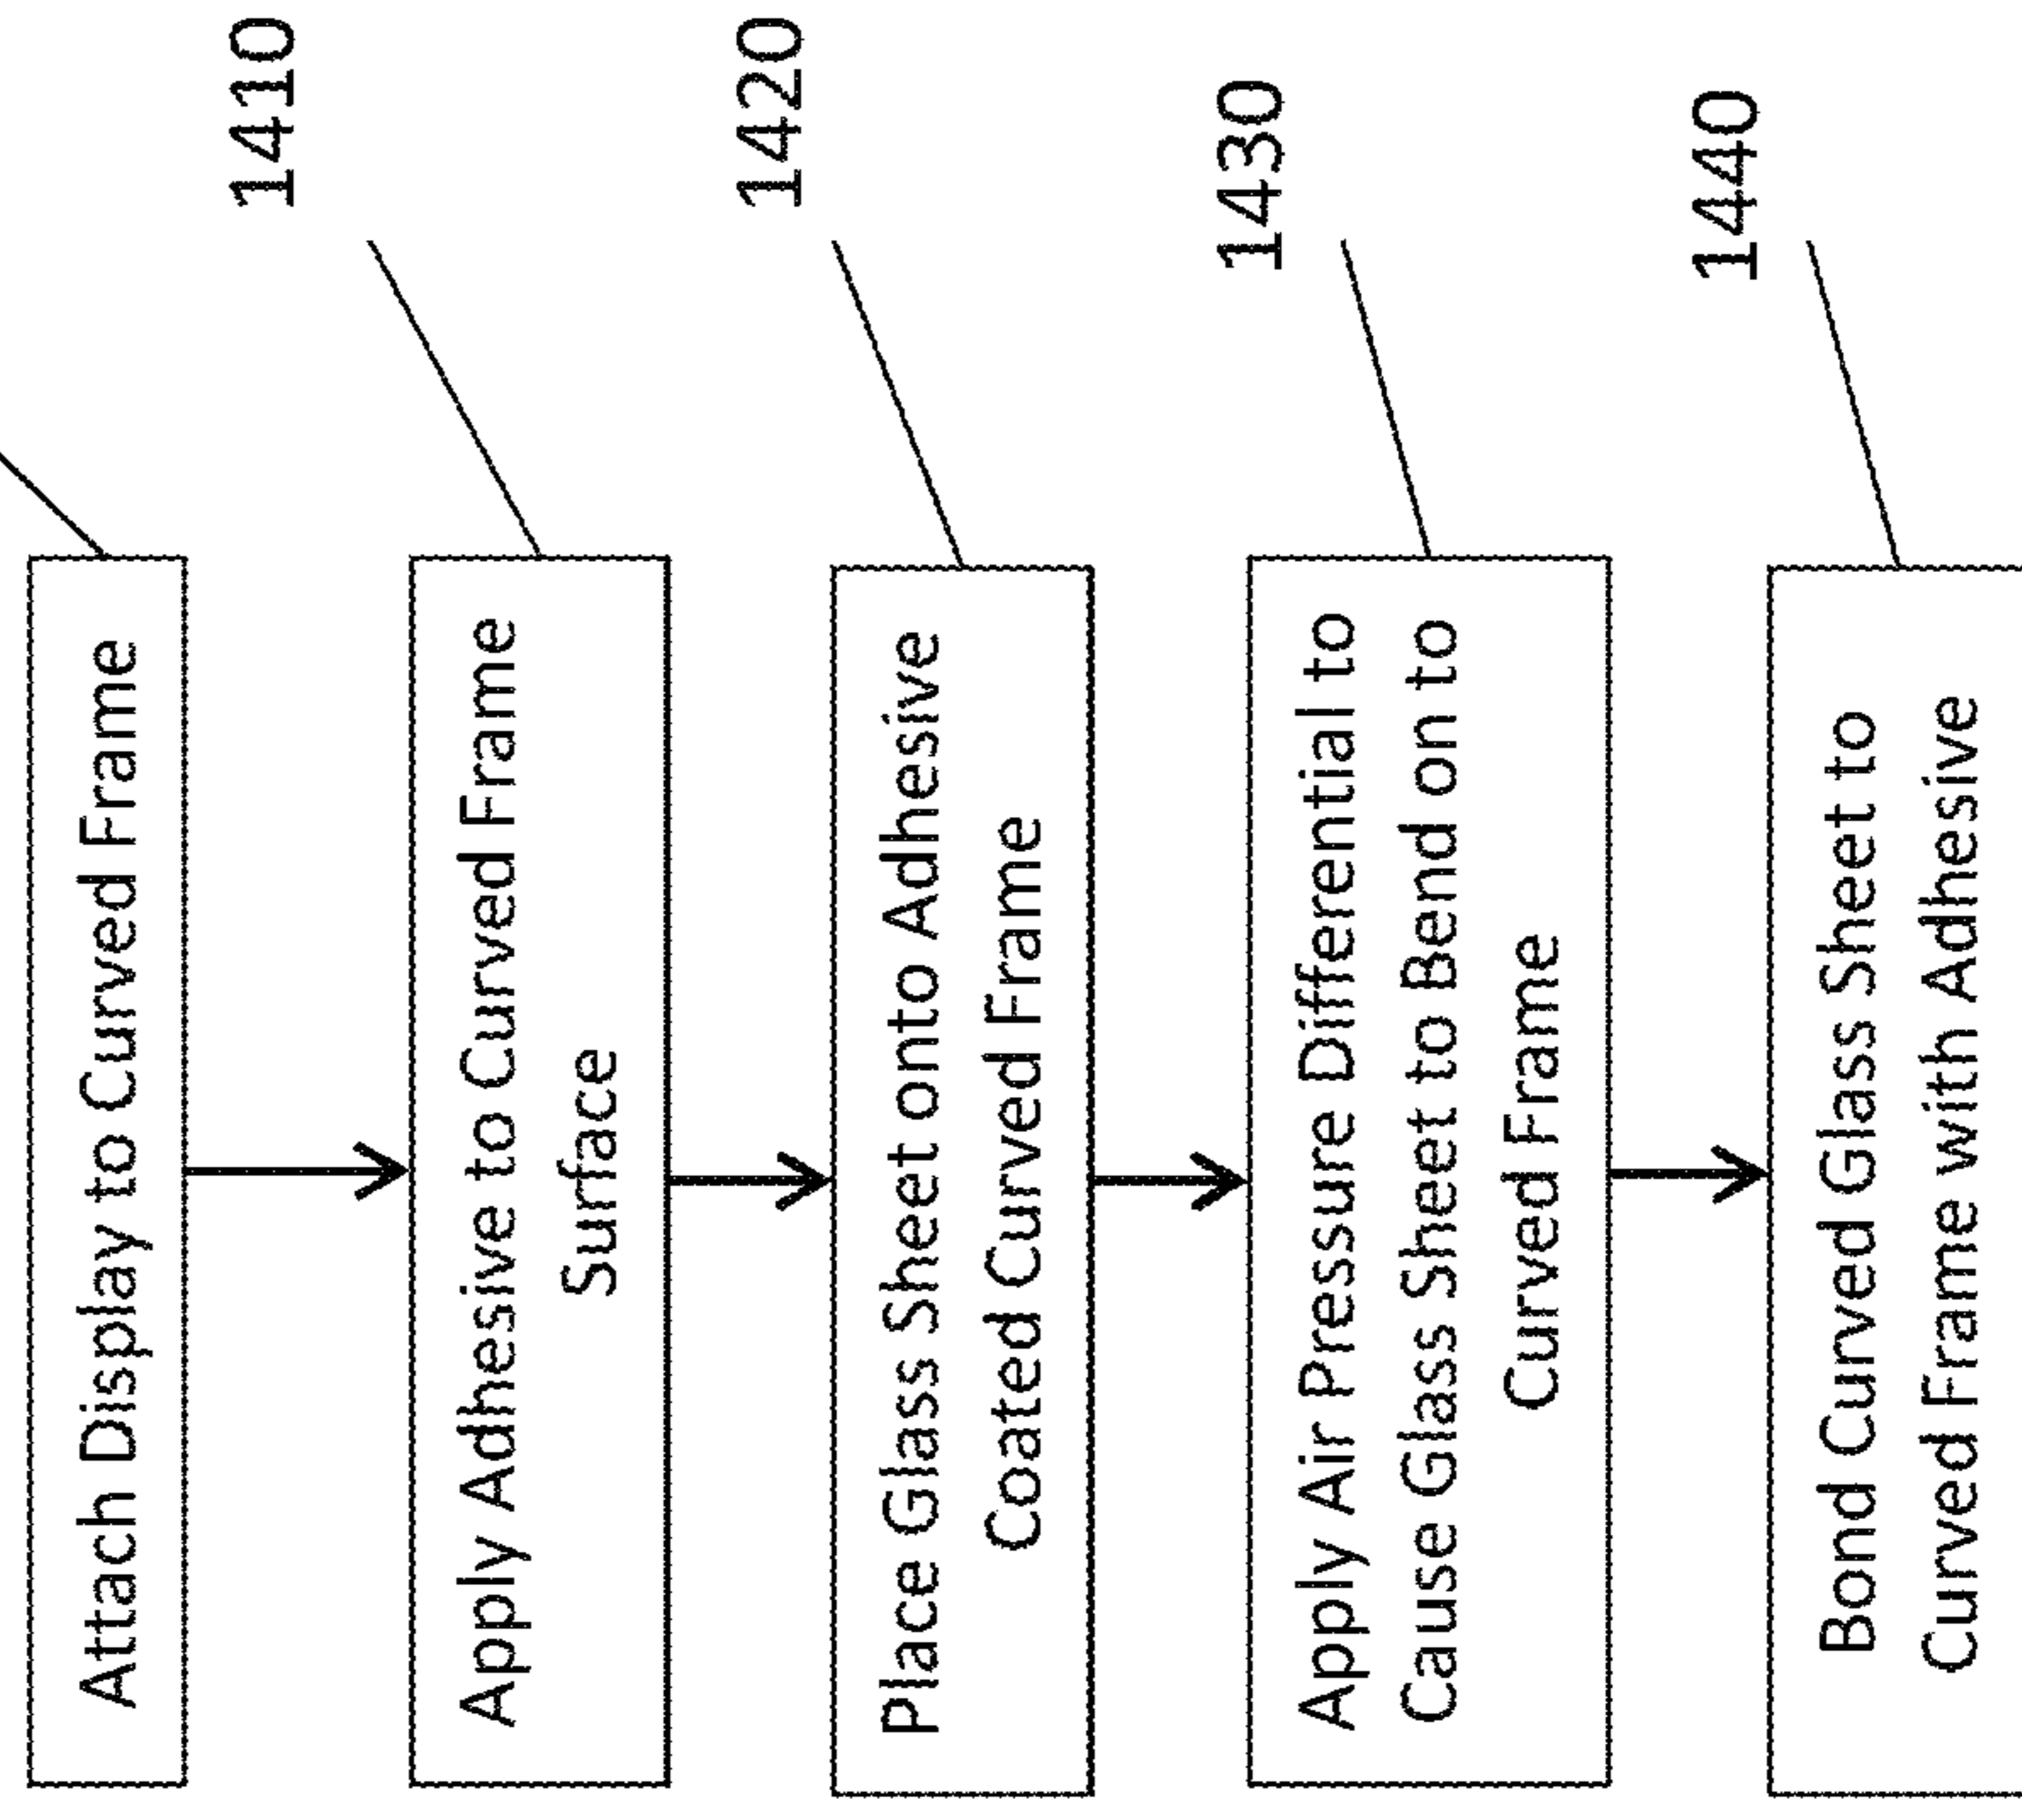 Attach Display to Curved Frame
1410
Apply Adhesive to Curved Frame
Surface
1420
Place Glass Sheet onto Adhesive
Coated Curved Frame
1430
Apply Air Pressure Differential to
Cause Glass Sheet to Bend on to
Curved Frame
1440
Bond Curved Glass Sheet to
Curved Frame with Adhesive